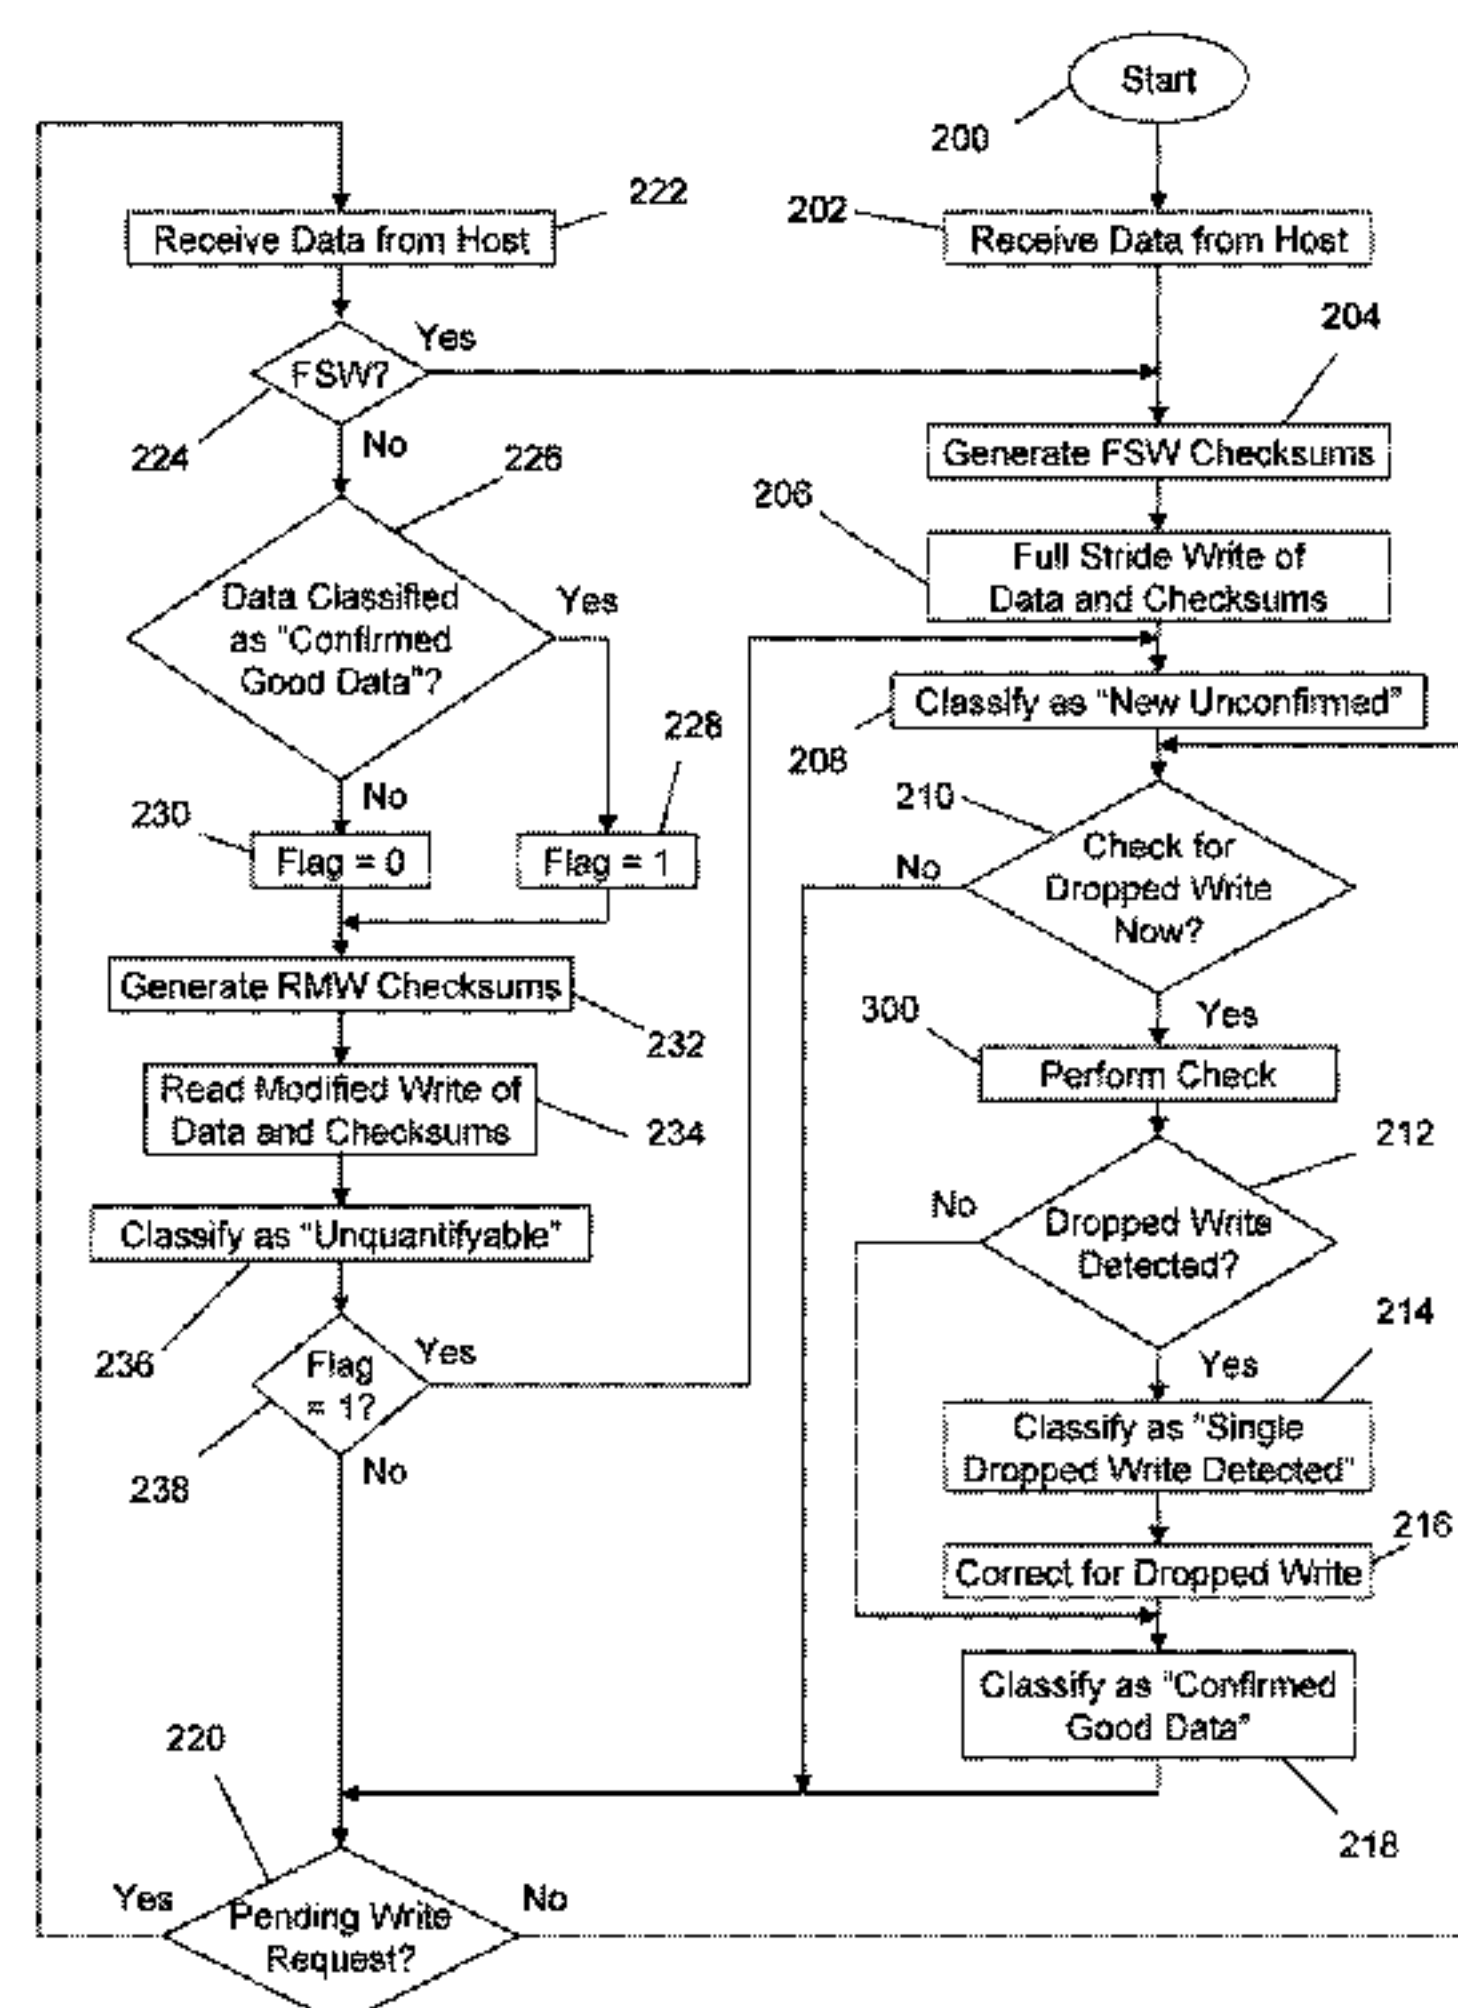 Start
200
222
202
Receive Data from Host
Receive Data from Host
204
Yes
FSW?
224
No
226
Generate FSW Checksums
206
Full Stride Write of
Data and Checksums
Data Classified
as "Confirmed
Good Data"?
Yes
Classify as "New Unconfirmed"
228
208
No
230
210
Flag = 0
Flag = 1
Check for
Dropped Write
Now?
No
Generate RMW Checksums
232
300
Yes
Perform Check
Read Modified Write of
Data and Checksums
234
212
No
Dropped Write
Detected?
Classify as "Unquantifyable"
236
214
Flag
= 1?
Yes
Yes
238
No
Classify as "Single
Dropped Write Detected"
216
Correct for Dropped Write
Classify as "Confirmed
Good Data"
220
218
Yes
No
Pending Write
Request?